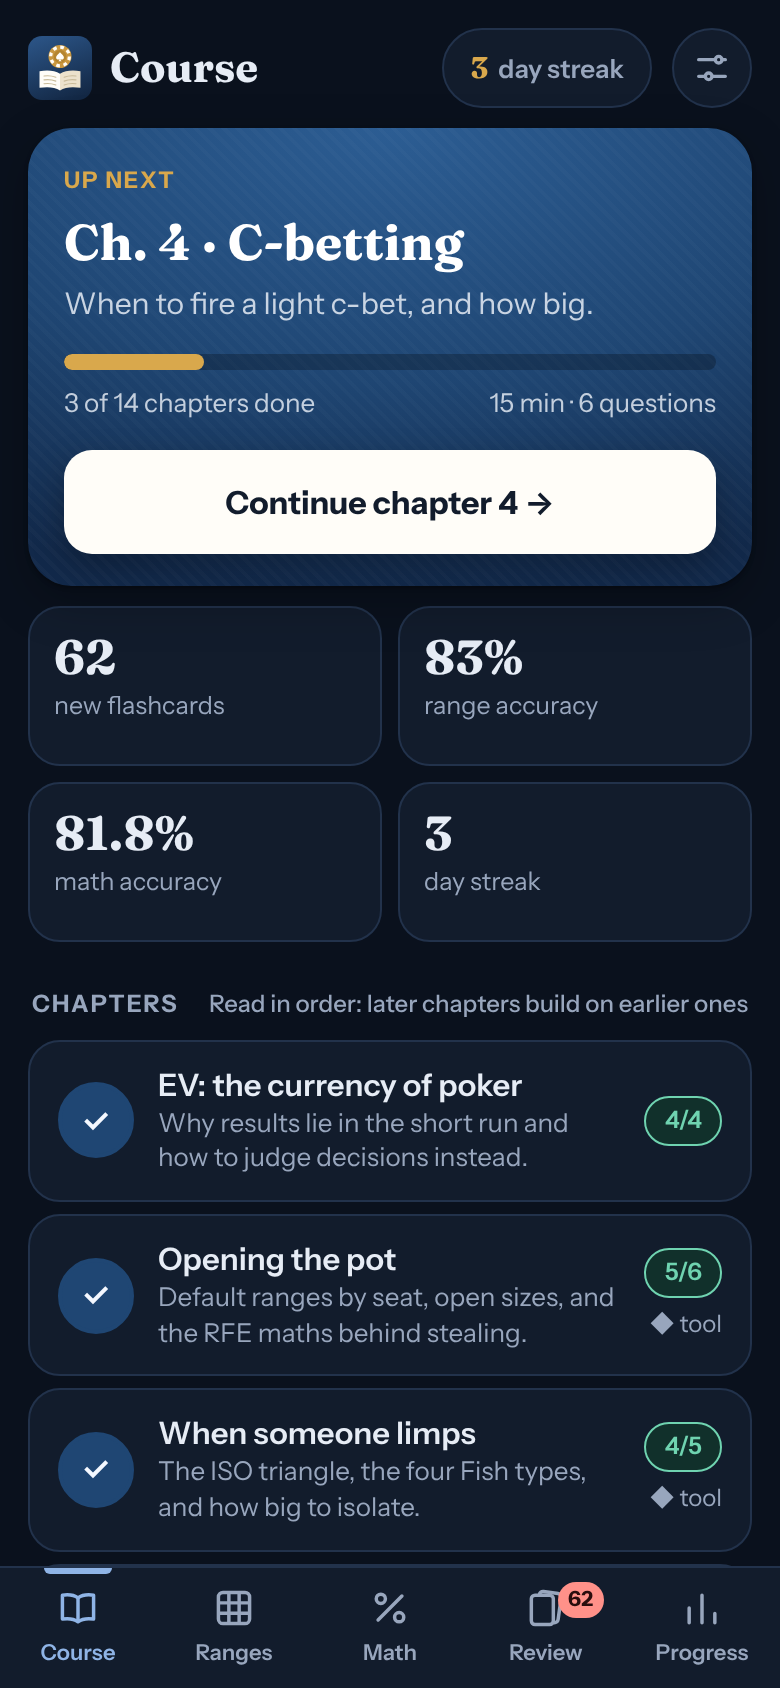 Course
3 day streak
UP NEXT
Ch. 4 · C-betting
When to fire a light c-bet, and how big.
3 of 14 chapters done
15 min · 6 questions
Continue chapter 4 →
62
new flashcards
83%
range accuracy
81.8%
math accuracy
3
day streak
CHAPTERS
Read in order: later chapters build on earlier ones
EV: the currency of poker
Why results lie in the short run and
how to judge decisions instead.
4/4
Opening the pot
Default ranges by seat, open sizes, and
the RFE maths behind stealing.
5/6
◆ tool
When someone limps
The ISO triangle, the four Fish types,
and how big to isolate.
4/5
◆ tool
62
Course
Ranges
Math
Review
Progress